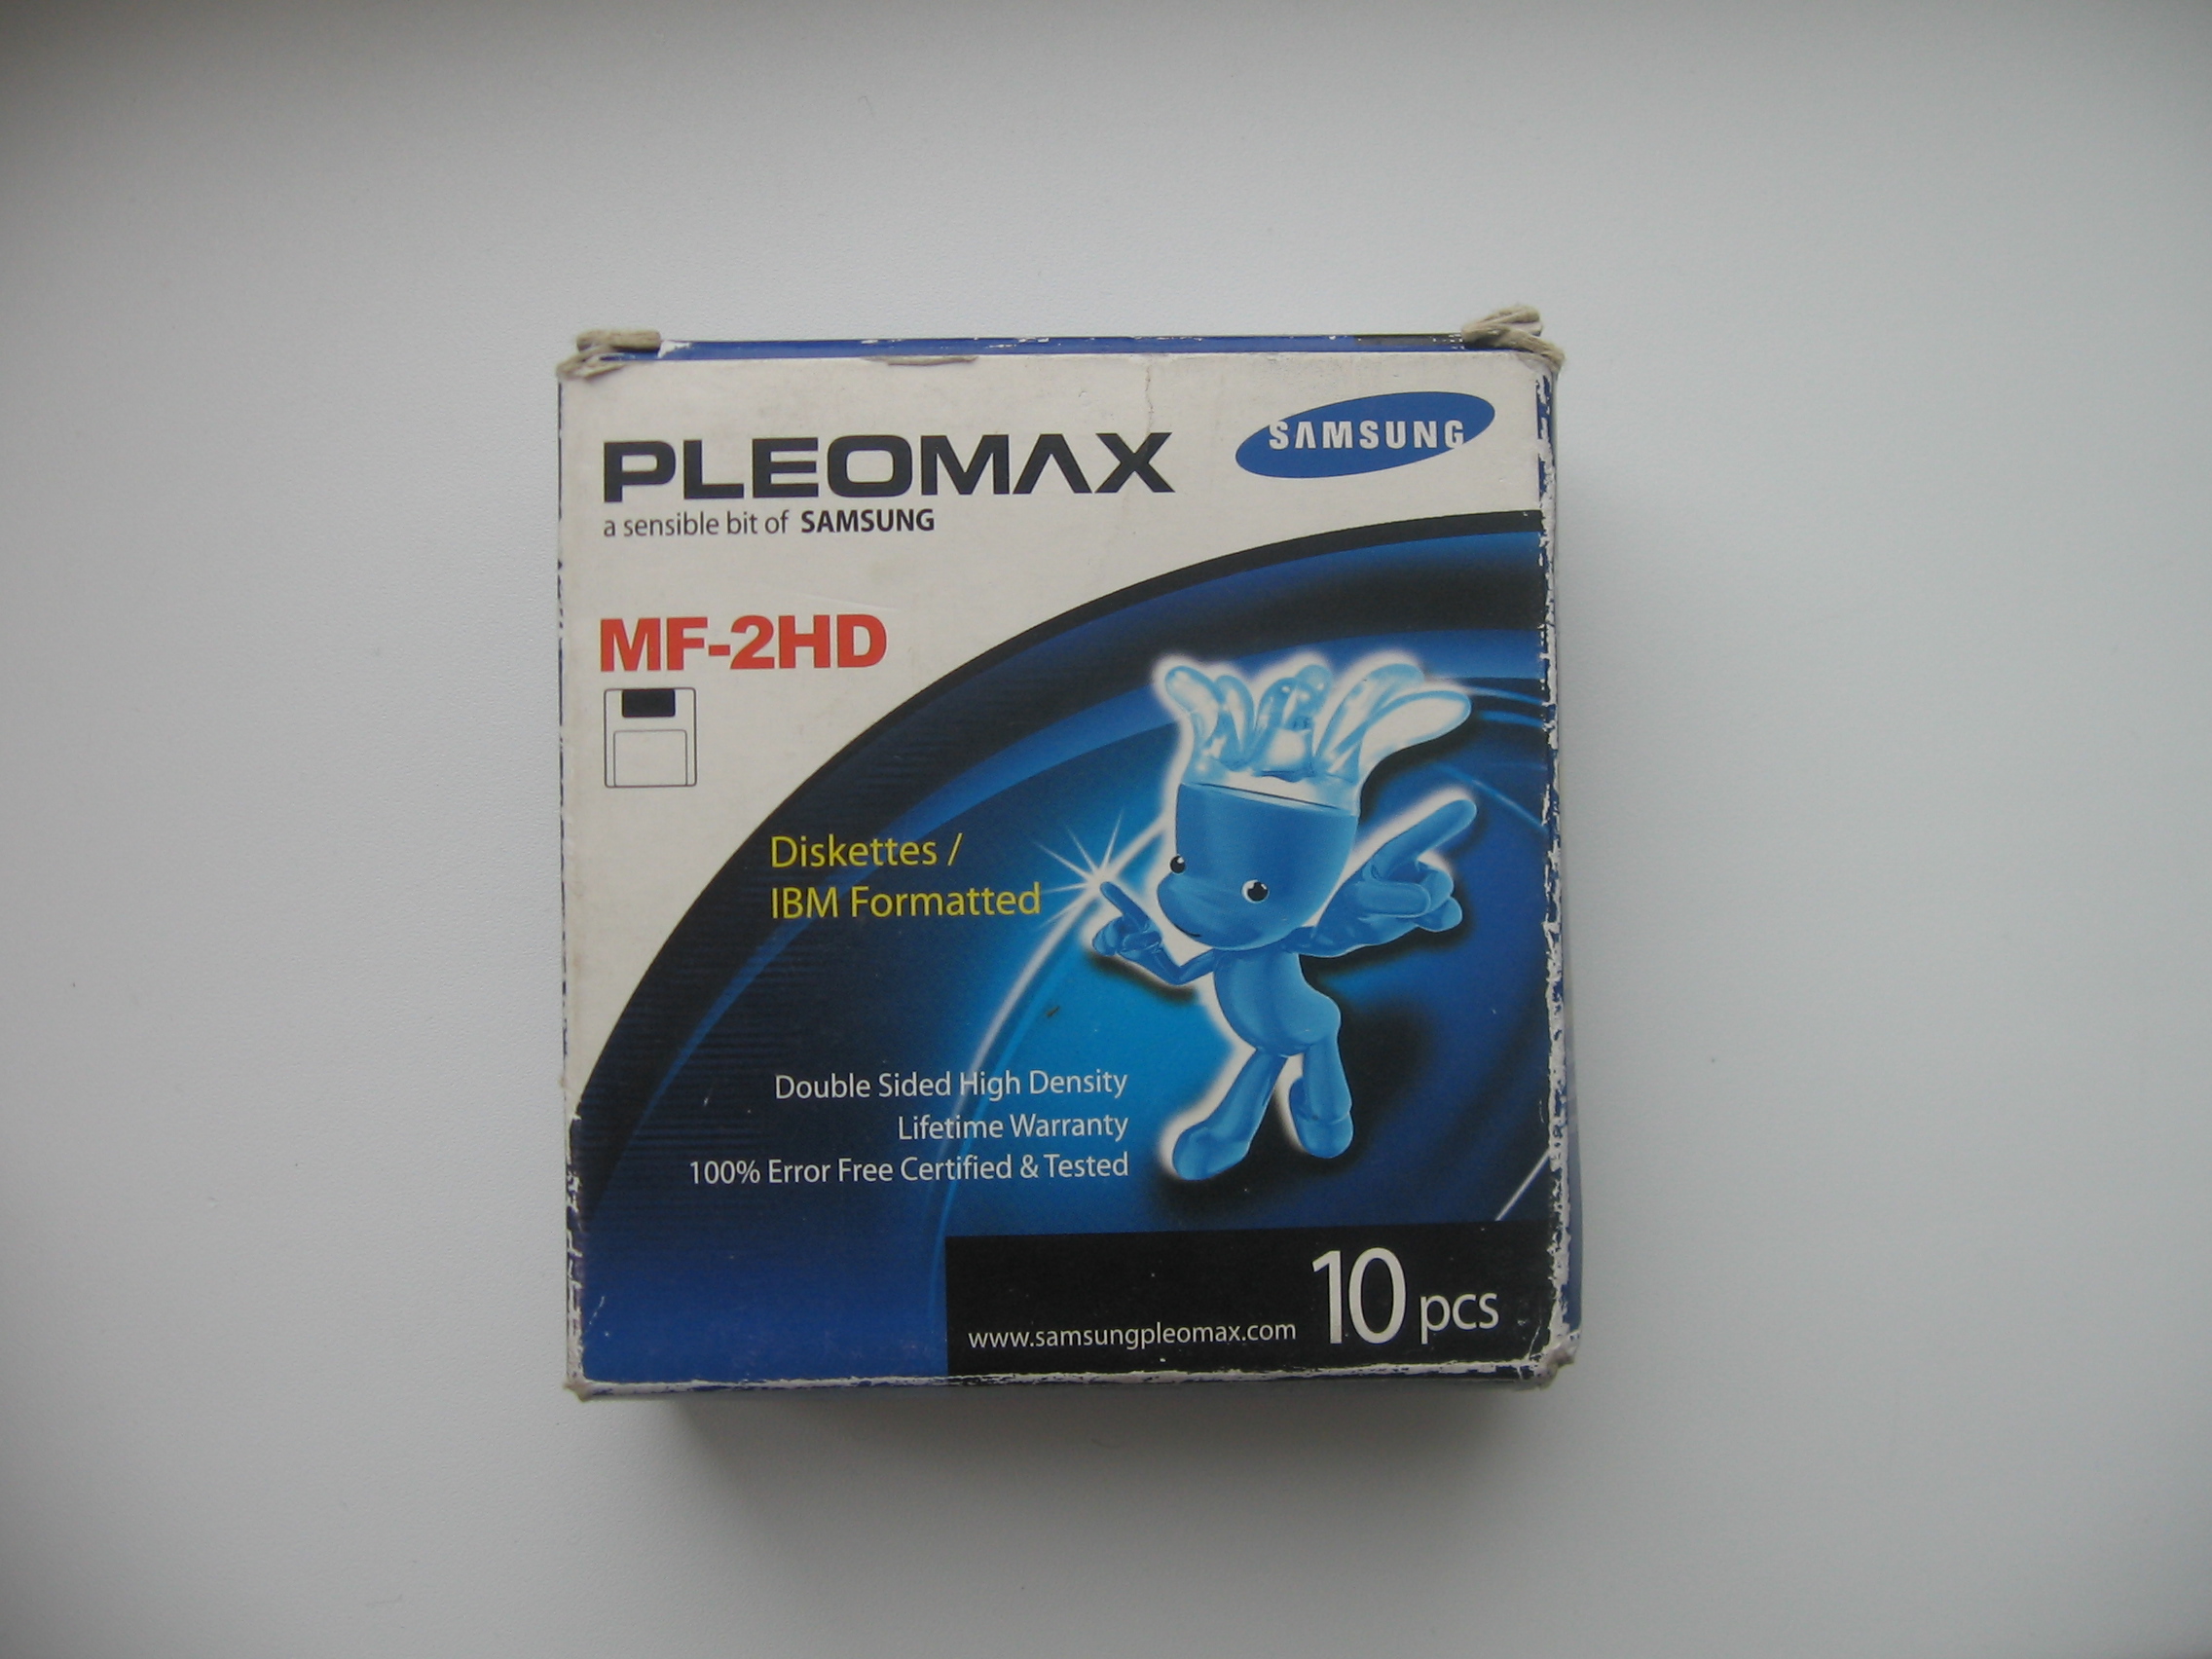 PLEOMAX
SAMSUNG
a sensible bit of SAMSUNG
MF-2HD
Diskettes /
IBM Formatted
Double Sided High Density
Lifetime Warranty
100% Error Free Certified & Tested
www.samsungpleomax.com 10 pcs